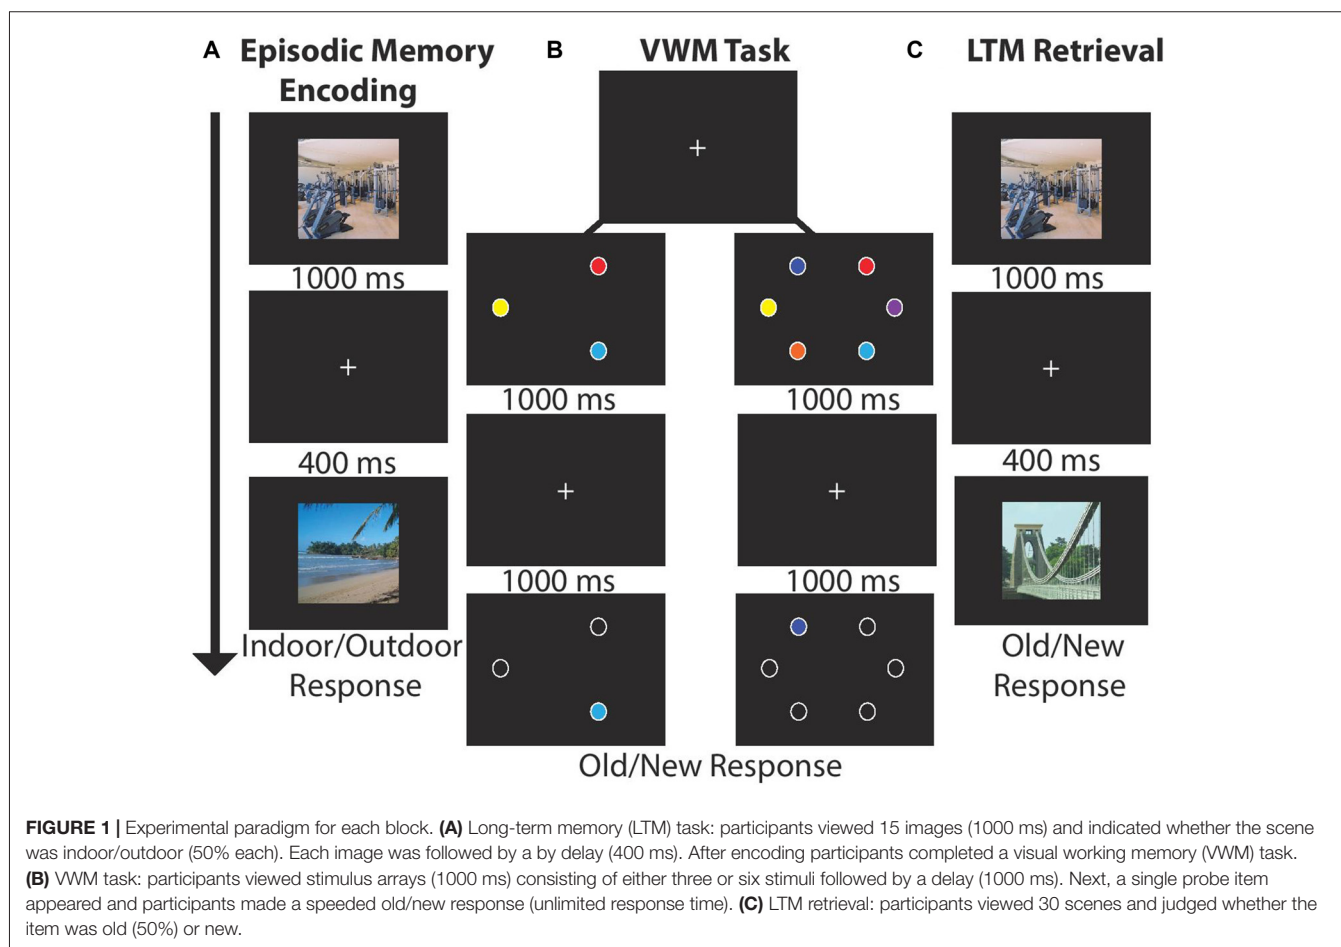 A Episodic Memory
Encoding
1000 ms
400 ms
Indoor/Outdoor
Response
B VWM Task
1000 ms 1000 ms
1000 ms 1000 ms
Old/New Response
C LTM Retrieval
1000 ms
400 ms
Old/New
Response
FIGURE 1 | Experimental paradigm for each block. (A) Long-term memory (LTM) task: participants viewed 15 images (1000 ms) and indicated whether the scene
was indoor/outdoor (50% each). Each image was followed by a by delay (400 ms). After encoding participants completed a visual working memory (VWM) task.
(B) VWM task: participants viewed stimulus arrays (1000 ms) consisting of either three or six stimuli followed by a delay (1000 ms). Next, a single probe item
appeared and participants made a speeded old/new response (unlimited response time). (C) LTM retrieval: participants viewed 30 scenes and judged whether the
item was old (50%) or new.